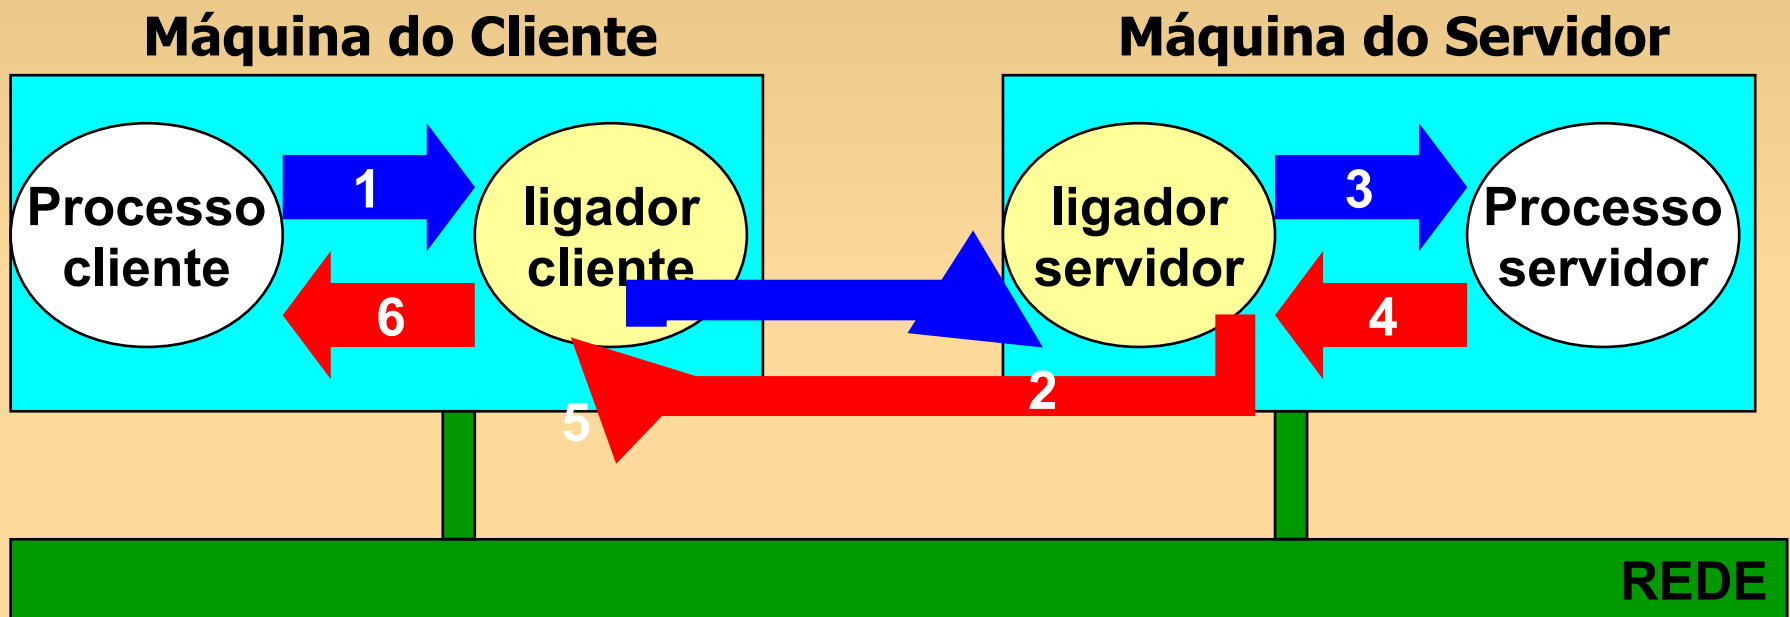 Máquina do Cliente
Máquina do Servidor
Processo
cliente
1
6
ligador
cliente
ligador
servidor
3
4
Processo
servidor
2
5
REDE